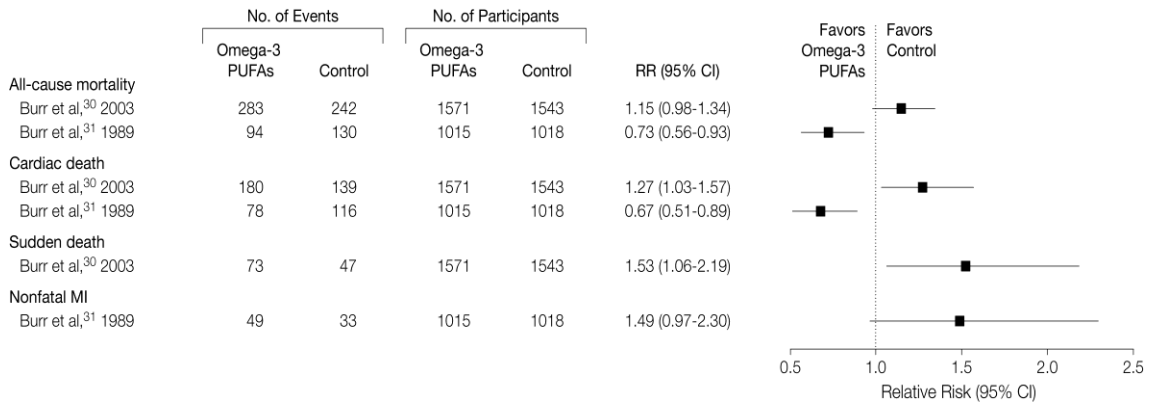 No. of Events No. of Participants
Favors Favors
Omega-3 Omega-3 Omega-3 Control
PUFAs Control PUFAs Control RR (95% CI) PUFAs
All-cause mortality
Burr et al,30 2003 283 242 1571 1543 1.15 (0.98-1.34)
Burr et al,31 1989 94 130 1015 1018 0.73 (0.56-0.93)
Cardiac death
Burr et al,30 2003 180 139 1571 1543 1.27 (1.03-1.57)
Burr et al,31 1989 78 116 1015 1018 0.67 (0.51-0.89)
Sudden death
Burr et al,30 2003 73 47 1571 1543 1.53 (1.06-2.19)
Nonfatal MI
Burr et al,31 1989 49 33 1015 1018 1.49 (0.97-2.30)
0.5 1.0 1.5 2.0 2.5
Relative Risk (95% CI)